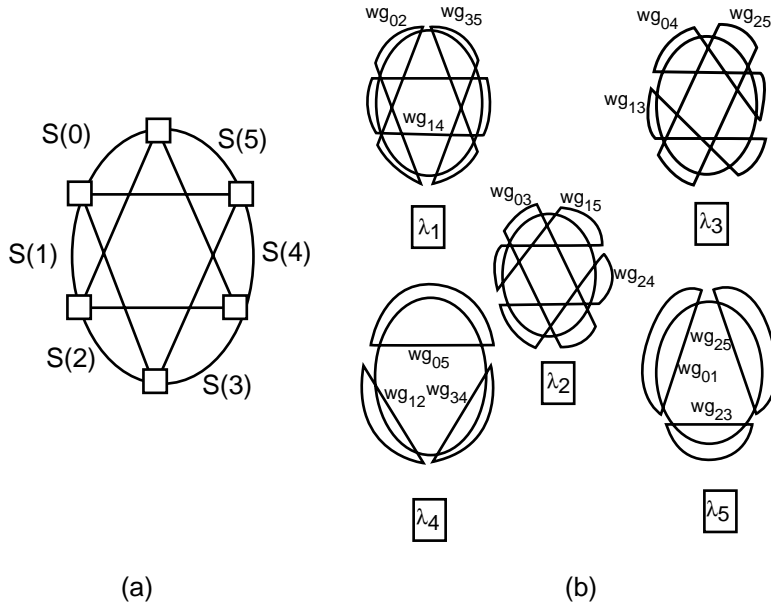 S(0)
S(5)
S(1)
S(4)
S(2)
S(3)
(a)
wg02
wg35
wg14
λ1
wg04
wg25
wg13
λ3
wg03
wg15
wg24
λ2
wg05
wg12
wg34
λ4
wg25
wg01
wg23
λ5
(b)